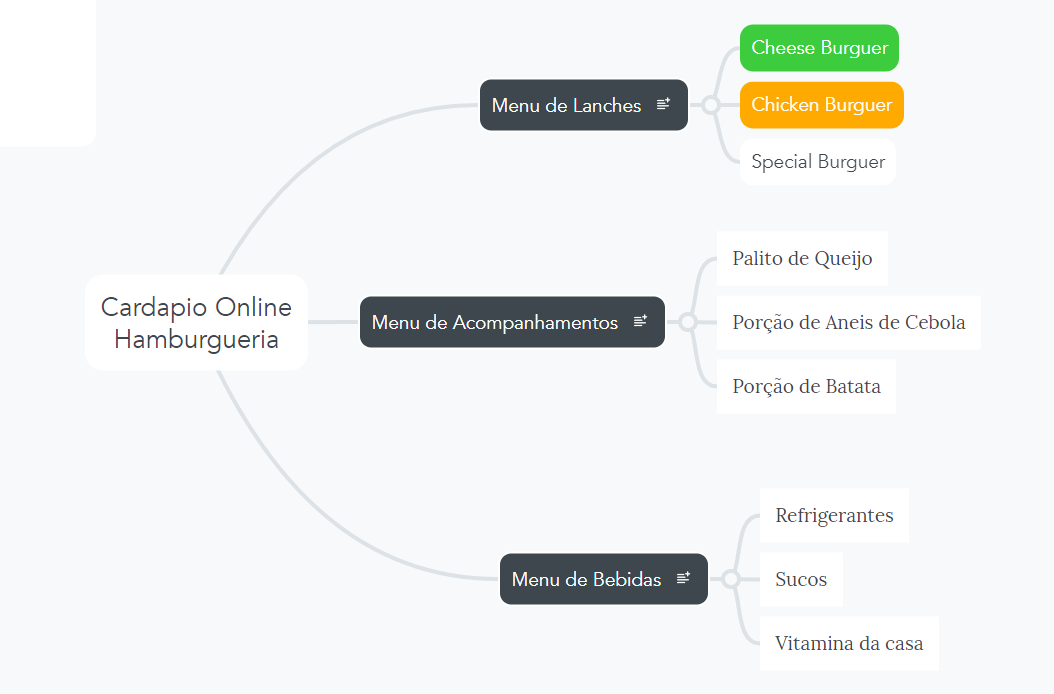 Cardapio Online
Hamburgueria
Menu de Lanches
Cheese Burguer
Chicken Burguer
Special Burguer
Menu de Acompanhamentos
Palito de Queijo
Porção de Aneis de Cebola
Porção de Batata
Menu de Bebidas
Refrigerantes
Sucos
Vitamina da casa